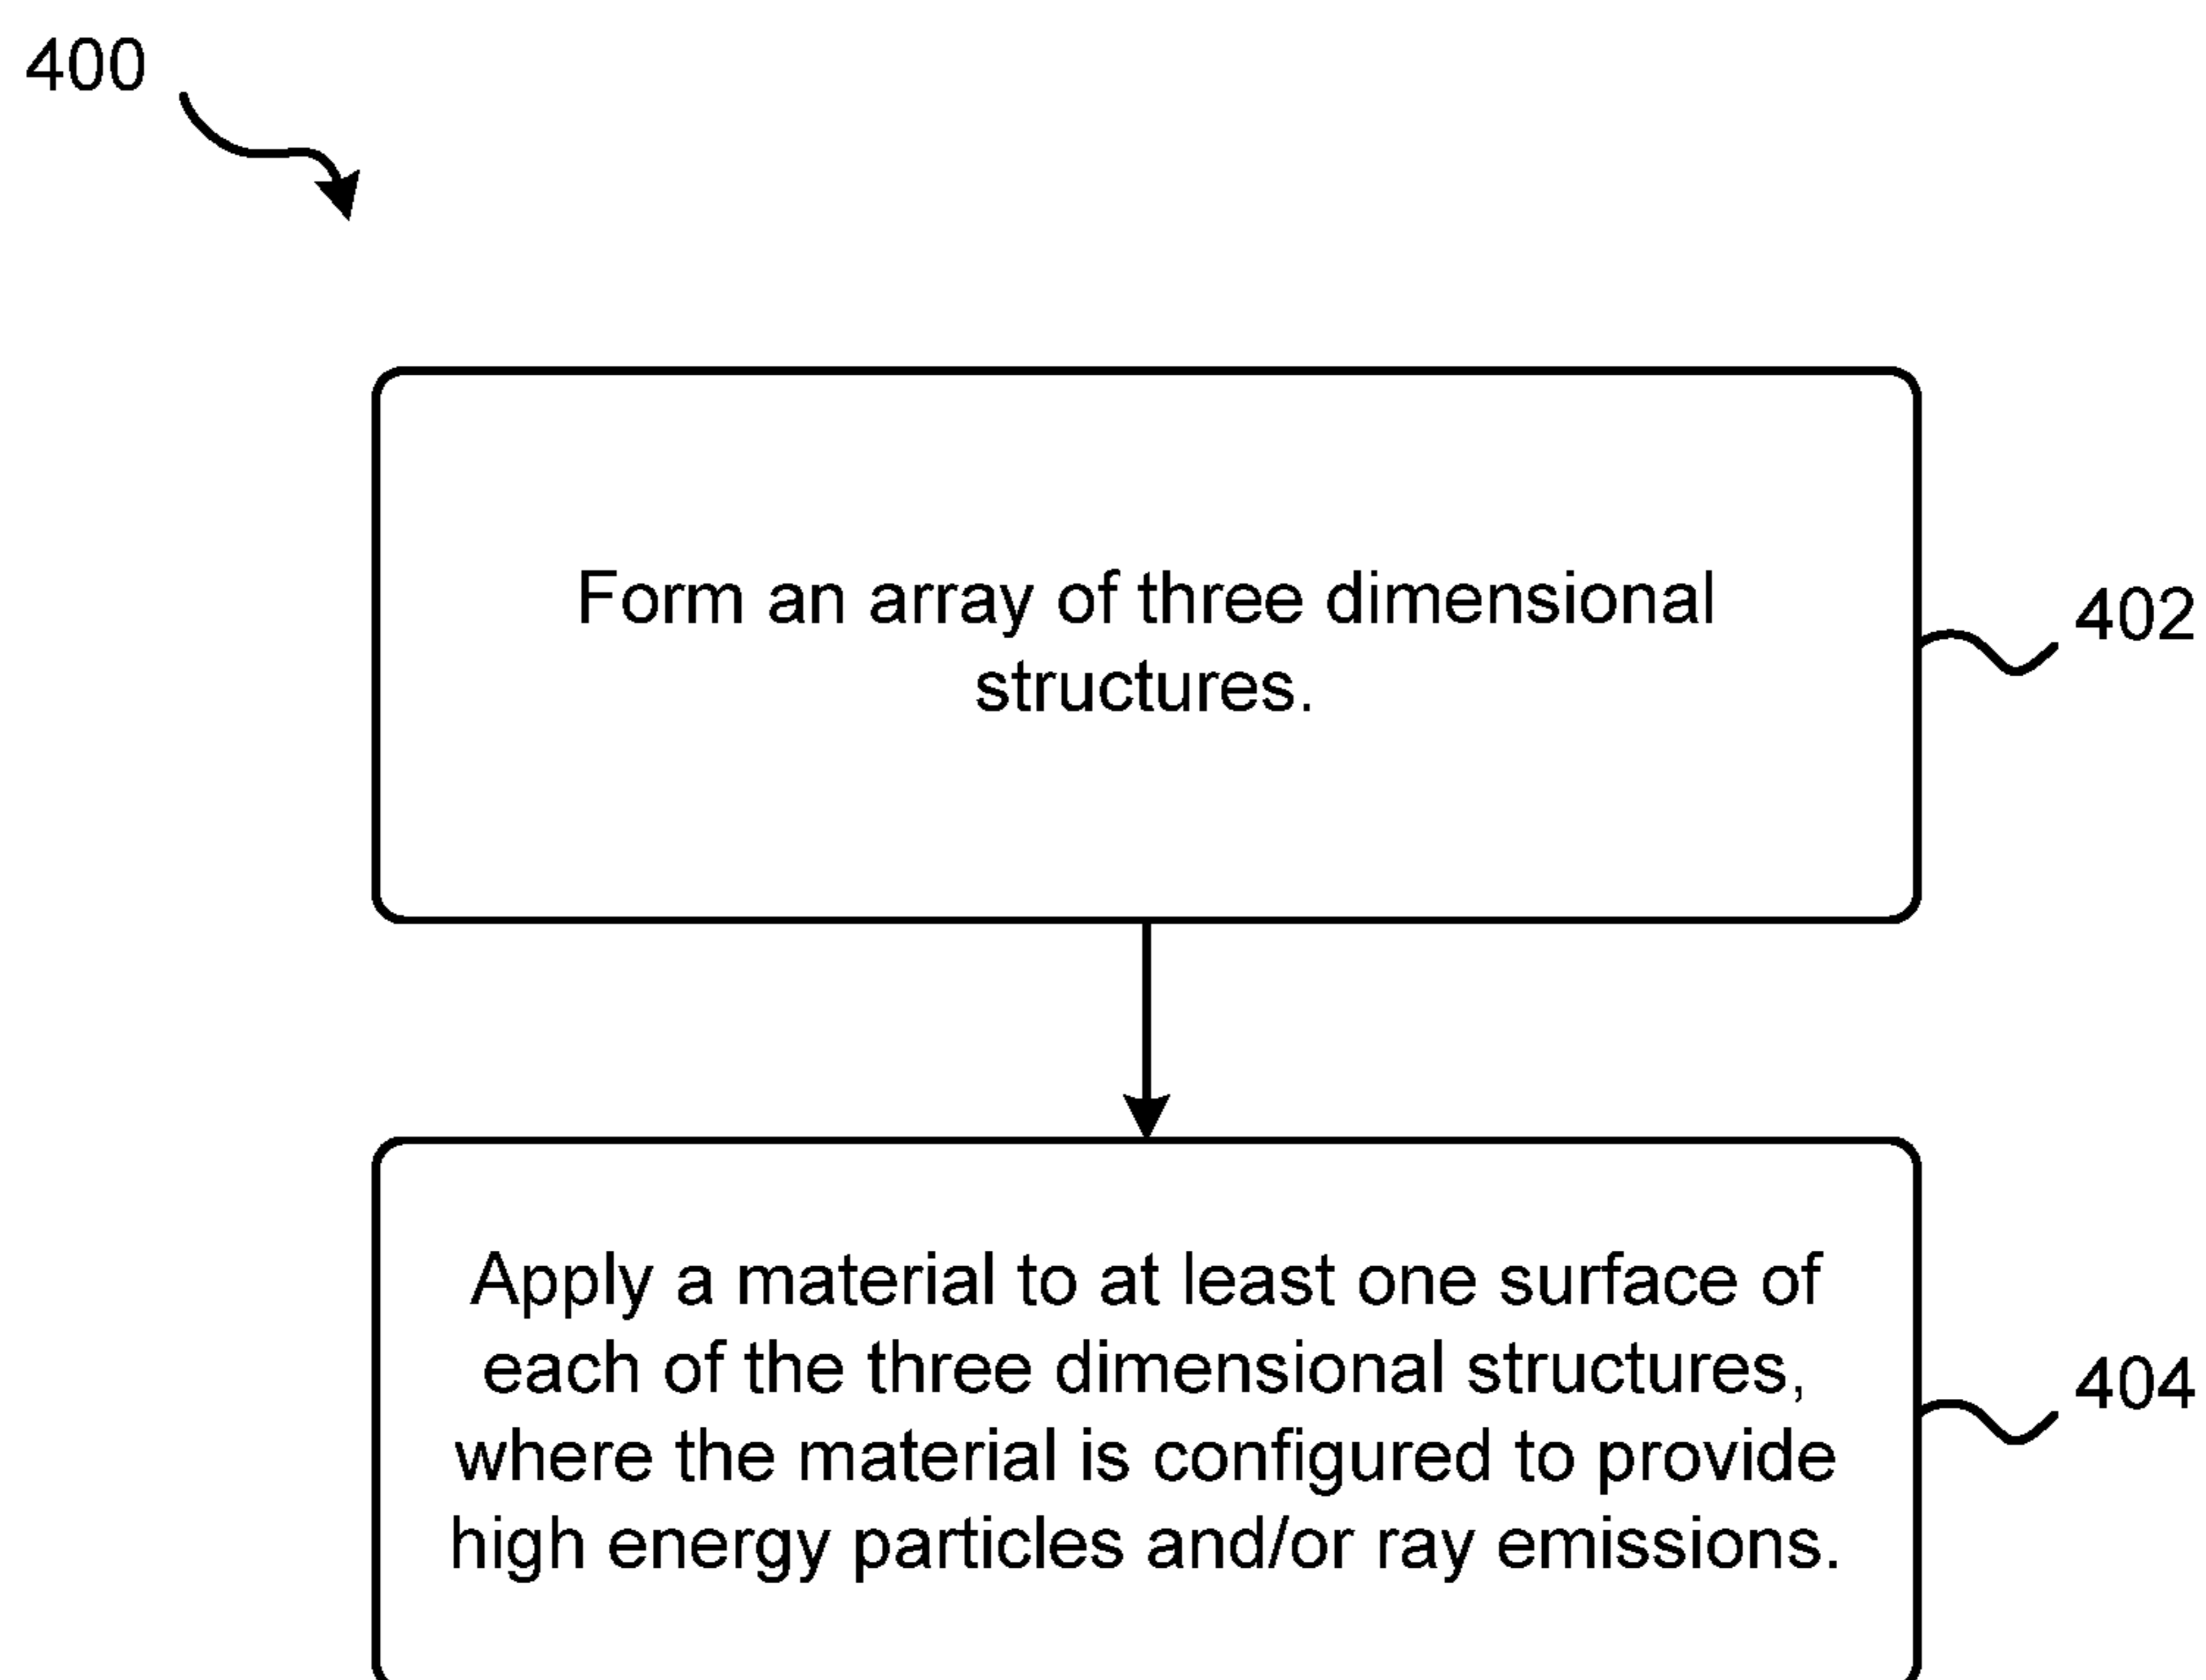 400
Form an array of three dimensional
structures.
402
Apply a material to at least one surface of
each of the three dimensional structures,
where the material is configured to provide
high energy particles and/or ray emissions.
404